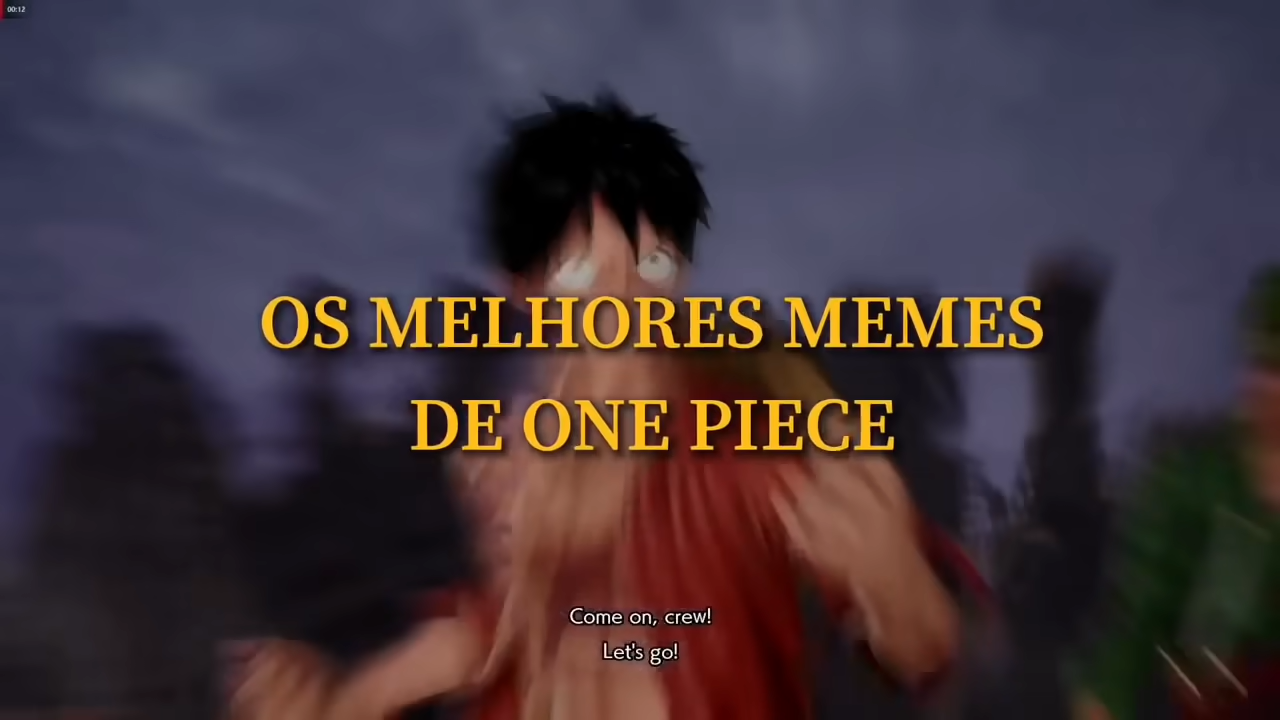 00:12
OS MELHORES MEMES
DE ONE PIECE
Come on, crew!
Let's go!